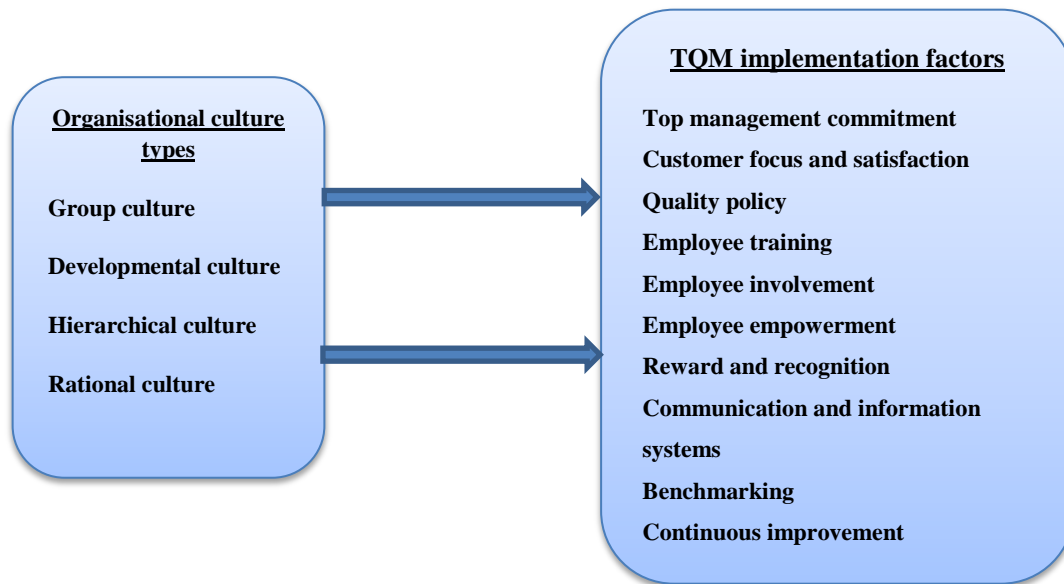 Organisational culture
types
Group culture
Developmental culture
Hierarchical culture
Rational culture
TQM implementation factors
Top management commitment
Customer focus and satisfaction
Quality policy
Employee training
Employee involvement
Employee empowerment
Reward and recognition
Communication and information
systems
Benchmarking
Continuous improvement